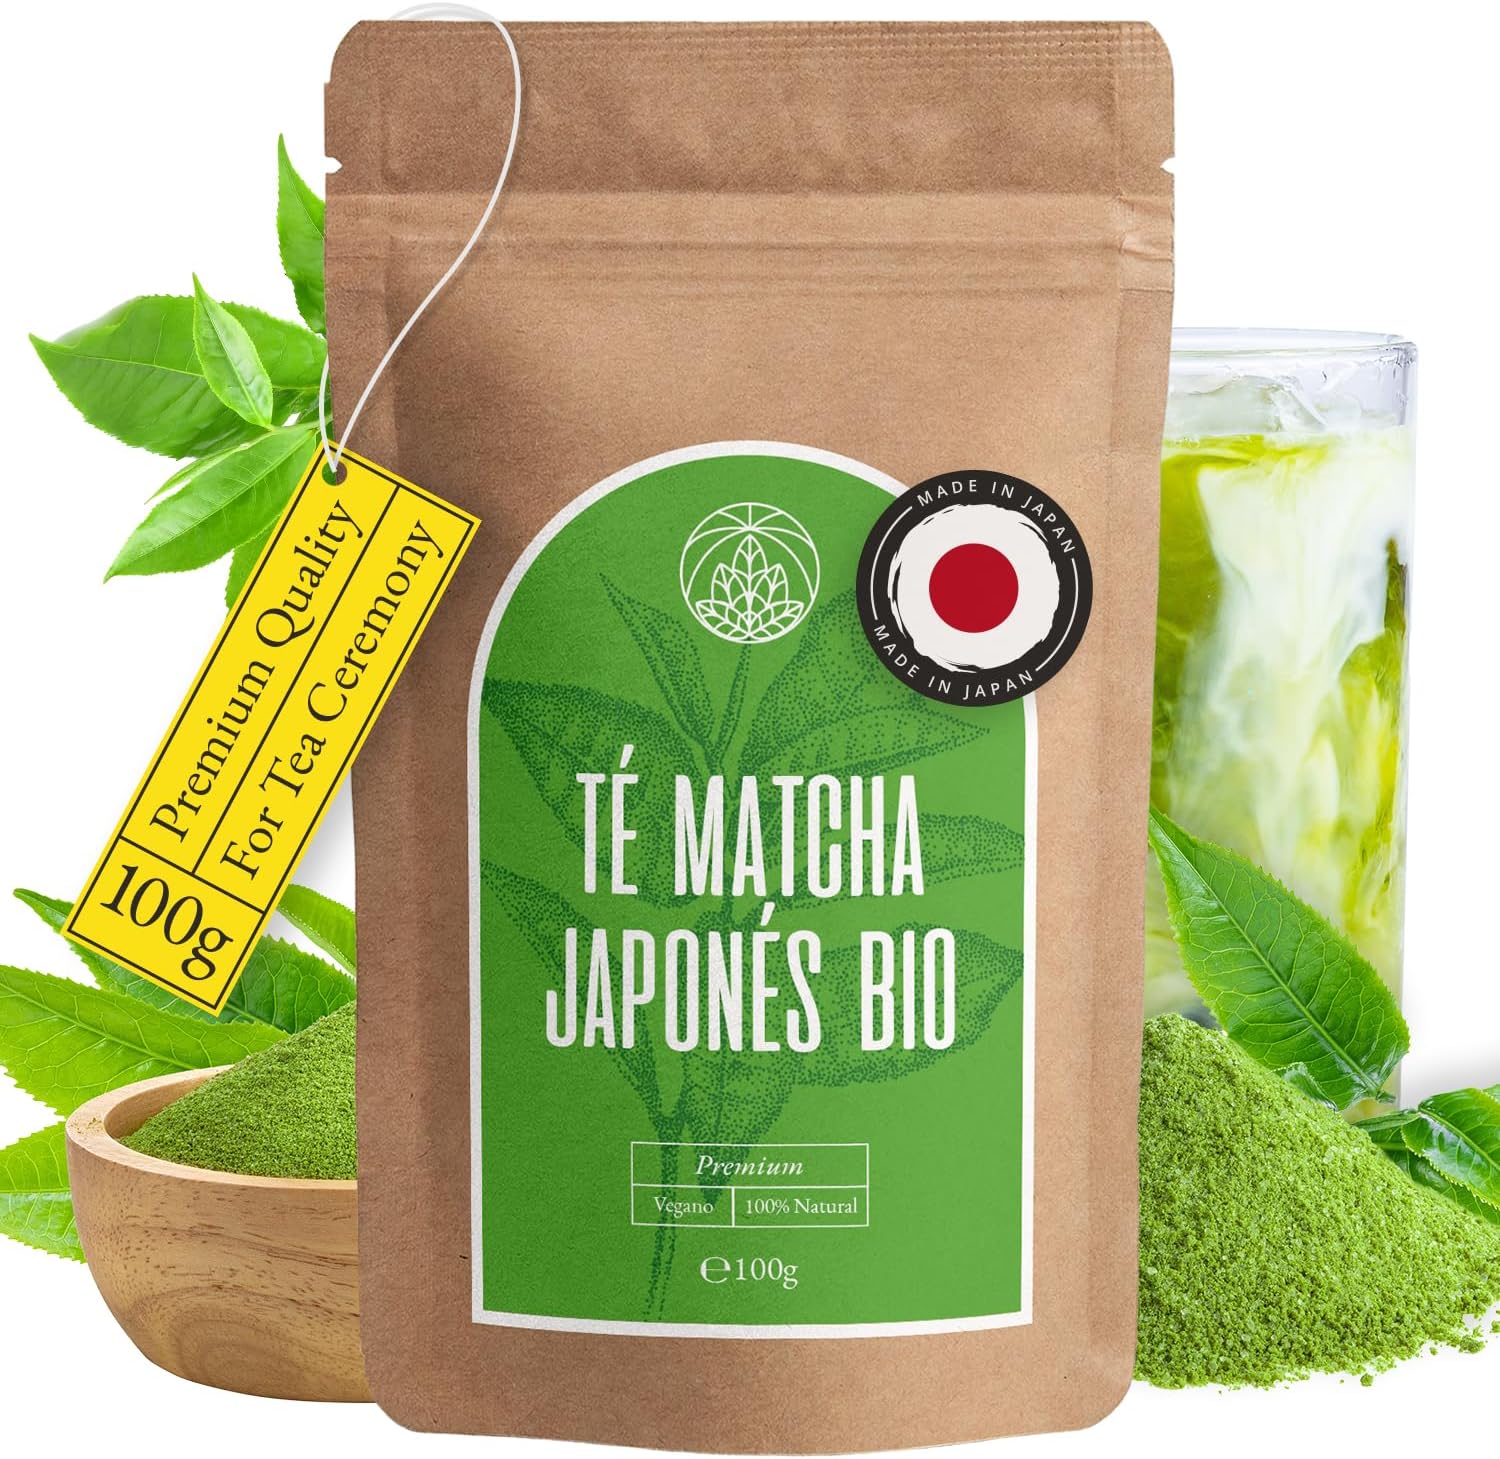 Premium Quality
For Tea Ceremony
100g
MADE IN JAPAN
MADE IN JAPAN
TÉ MATCHA
JAPONÉS BIO
Premium
Vegano
100% Natural
℮100g